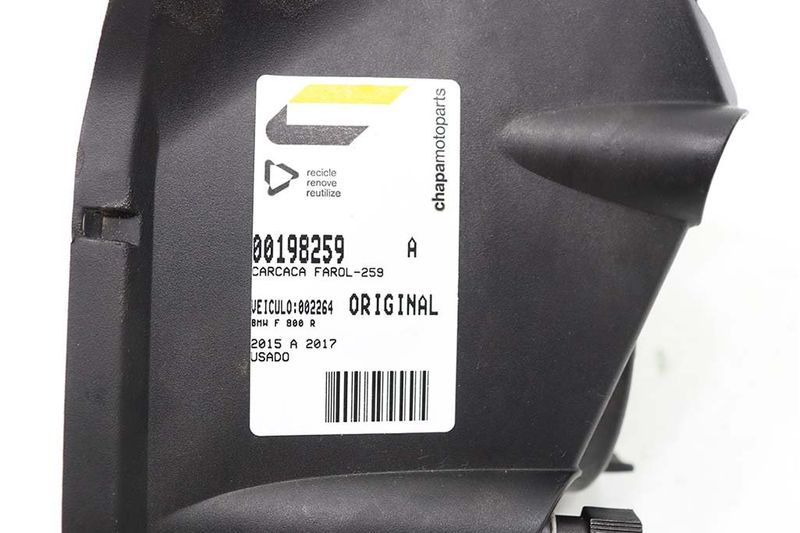 chapamotoparts
recicle
renove
reutilize
00198259 A
CARCACA FAROL-259
VEICULO:002264 ORIGINAL
BMW F 800 R
2015 A 2017
USADO